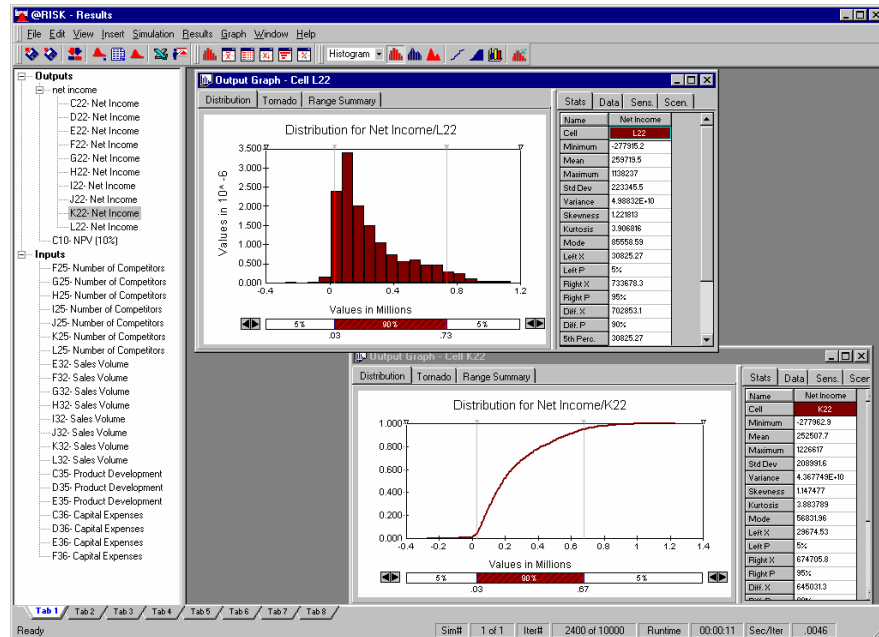 @RISK - Results
File Edit View Insert Simulation Results Graph Window Help
Histogram
Outputs
net income
C22- Net Income
D22- Net Income
E22- Net Income
F22- Net Income
G22- Net Income
H22- Net Income
I22- Net Income
J22- Net Income
K22- Net Income
L22- Net Income
C10- NPV (10%)
Inputs
F25- Number of Competitors
G25- Number of Competitors
H25- Number of Competitors
I25- Number of Competitors
J25- Number of Competitors
K25- Number of Competitors
L25- Number of Competitors
E32- Sales Volume
F32- Sales Volume
G32- Sales Volume
H32- Sales Volume
I32- Sales Volume
J32- Sales Volume
K32- Sales Volume
L32- Sales Volume
C35- Product Development
D35- Product Development
E35- Product Development
C36- Capital Expenses
D36- Capital Expenses
E36- Capital Expenses
F36- Capital Expenses
Output Graph - Cell L22
Distribution Tornado Range Summary
Distribution for Net Income/L22
Values in 10^ -6
3.500
3.000
2.500
2.000
1.500
1.000
0.500
0.000
-0.4 0 0.4 0.8 1.2
Values in Millions
5% 90% 5%
.03 .73
Stats Data Sens. Scen.
Name Net Income
Cell L22
Minimum -277915.2
Mean 259719.5
Maximum 1138237
Std Dev 223345.5
Variance 4.98832E+10
Skewness 1.221813
Kurtosis 3.906816
Mode 85558.59
Left X 30825.27
Left P 5%
Right X 733678.3
Right P 95%
Diff. X 702853.1
Diff. P 90%
5th Perc. 30825.27
Output Graph - Cell K22
Distribution Tornado Range Summary
Distribution for Net Income/K22
1.000
0.800
0.600
0.400
0.200
0.000
-0.4 -0.2 0 0.2 0.4 0.6 0.8 1 1.2 1.4
Values in Millions
5% 90% 5%
.03 .67
Stats Data Sens. Scen
Name Net Income
Cell K22
Minimum -277962.9
Mean 252507.7
Maximum 1226617
Std Dev 208991.6
Variance 4.367749E+10
Skewness 1.147477
Kurtosis 3.883789
Mode 56831.96
Left X 29674.53
Left P 5%
Right X 674705.8
Right P 95%
Diff. X 645031.3
Tab 1 Tab 2 Tab 3 Tab 4 Tab 5 Tab 6 Tab 7 Tab 8
Ready Sim# 1 of 1 Iter# 2400 of 10000 Runtime 00:00:11 Sec/Iter .0046